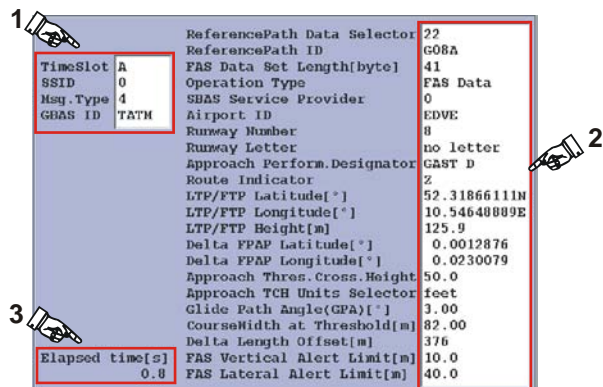 1
TimeSlot A
SSID 0
Msg.Type 4
GBAS ID TATM
ReferencePath Data Selector 22
ReferencePath ID G08A
FAS Data Set Length[byte] 41
Operation Type FAS Data
SBAS Service Provider 0
Airport ID EDVE
Runway Number 8
Runway Letter no letter
Approach Perform.Designator GAST D
Route Indicator Z
LTP/FTP Latitude[°] 52.31866111N
LTP/FTP Longitude[°] 10.54648889E
LTP/FTP Height[m] 125.9
Delta FPAP Latitude[°] 0.0012876
Delta FPAP Longitude[°] 0.0230079
Approach Thres.Cross.Height 50.0
Approach TCH Units Selector feet
Glide Path Angle(GPA)[°] 3.00
CourseWidth at Threshold[m] 82.00
Delta Length Offset[m] 376
FAS Vertical Alert Limit[m] 10.0
FAS Lateral Alert Limit[m] 40.0
2
3
Elapsed time[s]
0.8